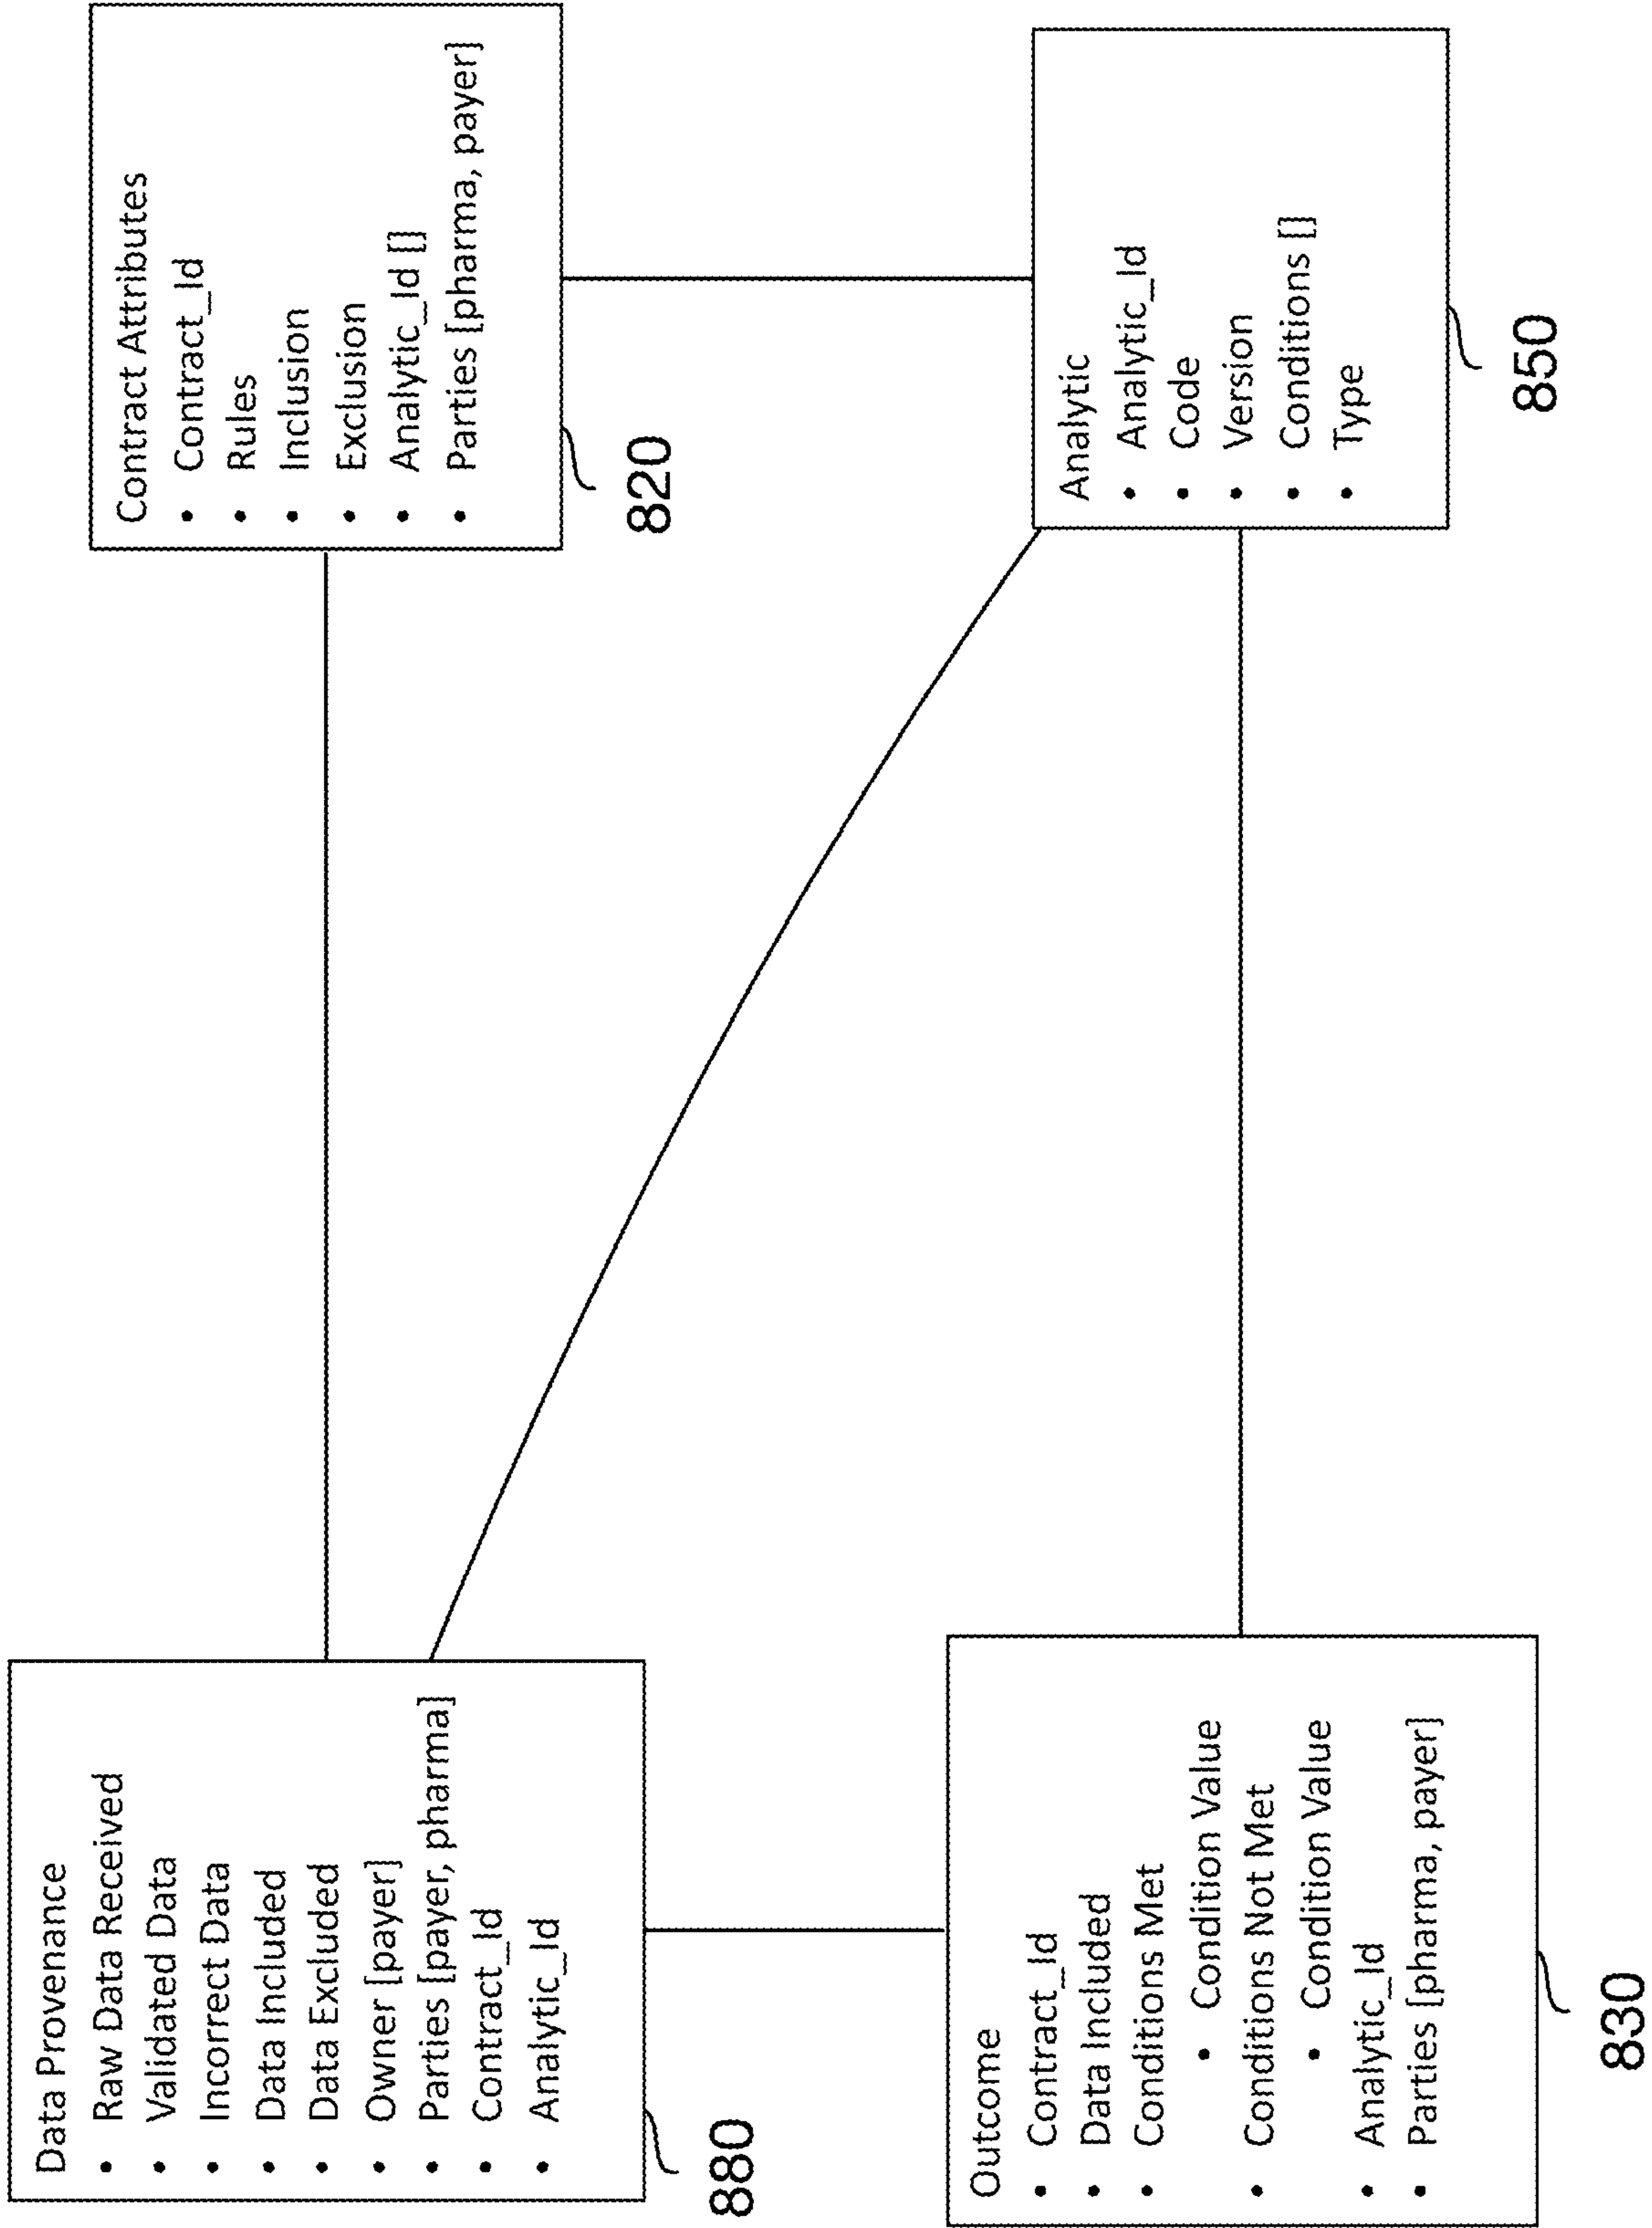 Data Provenance
• Raw Data Received
• Validated Data
• Incorrect Data
• Data Included
• Data Excluded
• Owner [payer]
• Parties [payer, pharma]
• Contract_Id
• Analytic_Id
880
Contract Attributes
• Contract_Id
• Rules
• Inclusion
• Exclusion
• Analytic_Id []
• Parties [pharma, payer]
820
Outcome
• Contract_Id
• Data Included
• Conditions Met
• Condition Value
• Conditions Not Met
• Condition Value
• Analytic_Id
• Parties [pharma, payer]
830
Analytic
• Analytic_Id
• Code
• Version
• Conditions []
• Type
850